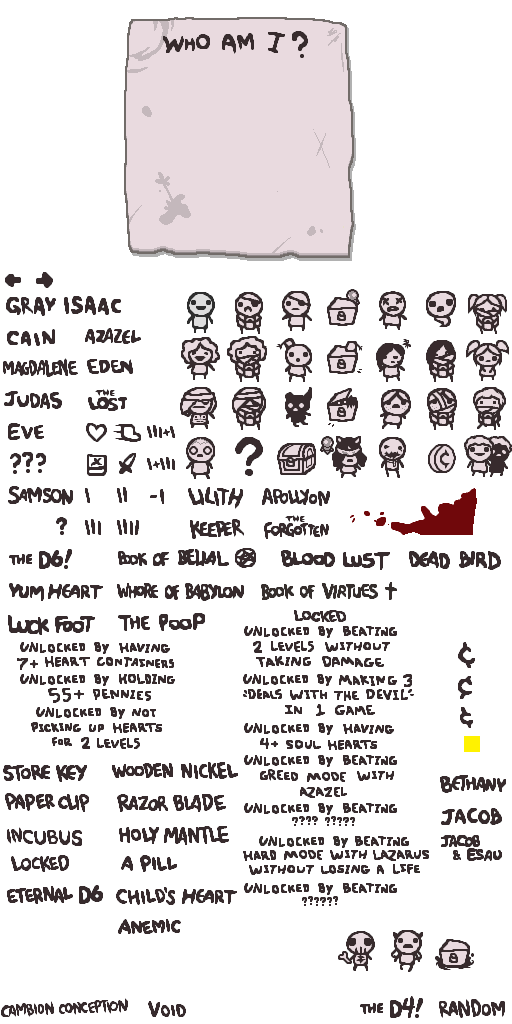 WHO AM I?
GRAY ISAAC
CAIN AZAZEL
MAGDALENE EDEN
JUDAS THE LOST
EVE |||+|
??? |+|||
SAMSON | || -| LILITH APOLLYON
? ||| |||| KEEPER THE FORGOTTEN
THE D6! BOOK OF BELIAL BLOOD LUST DEAD BIRD
YUM HEART WHORE OF BABYLON BOOK OF VIRTUES
LUCK FOOT THE POOP
UNLOCKED BY HAVING
7+ HEART CONTAINERS
UNLOCKED BY HOLDING
55+ PENNIES
UNLOCKED BY NOT
PICKING UP HEARTS
FOR 2 LEVELS
LOCKED
UNLOCKED BY BEATING
2 LEVELS WITHOUT
TAKING DAMAGE
UNLOCKED BY MAKING 3
"DEALS WITH THE DEVIL"
IN 1 GAME
UNLOCKED BY HAVING
4+ SOUL HEARTS
UNLOCKED BY BEATING
GREED MODE WITH
AZAZEL
UNLOCKED BY BEATING
???? ?????
UNLOCKED BY BEATING
HARD MODE WITH LAZARUS
WITHOUT LOSING A LIFE
UNLOCKED BY BEATING
??????
¢
¢
¢
STORE KEY WOODEN NICKEL
PAPER CLIP RAZOR BLADE
INCUBUS HOLY MANTLE
LOCKED A PILL
ETERNAL D6 CHILD'S HEART
ANEMIC
BETHANY
JACOB
JACOB
& ESAU
CAMBION CONCEPTION VOID THE D4! RANDOM